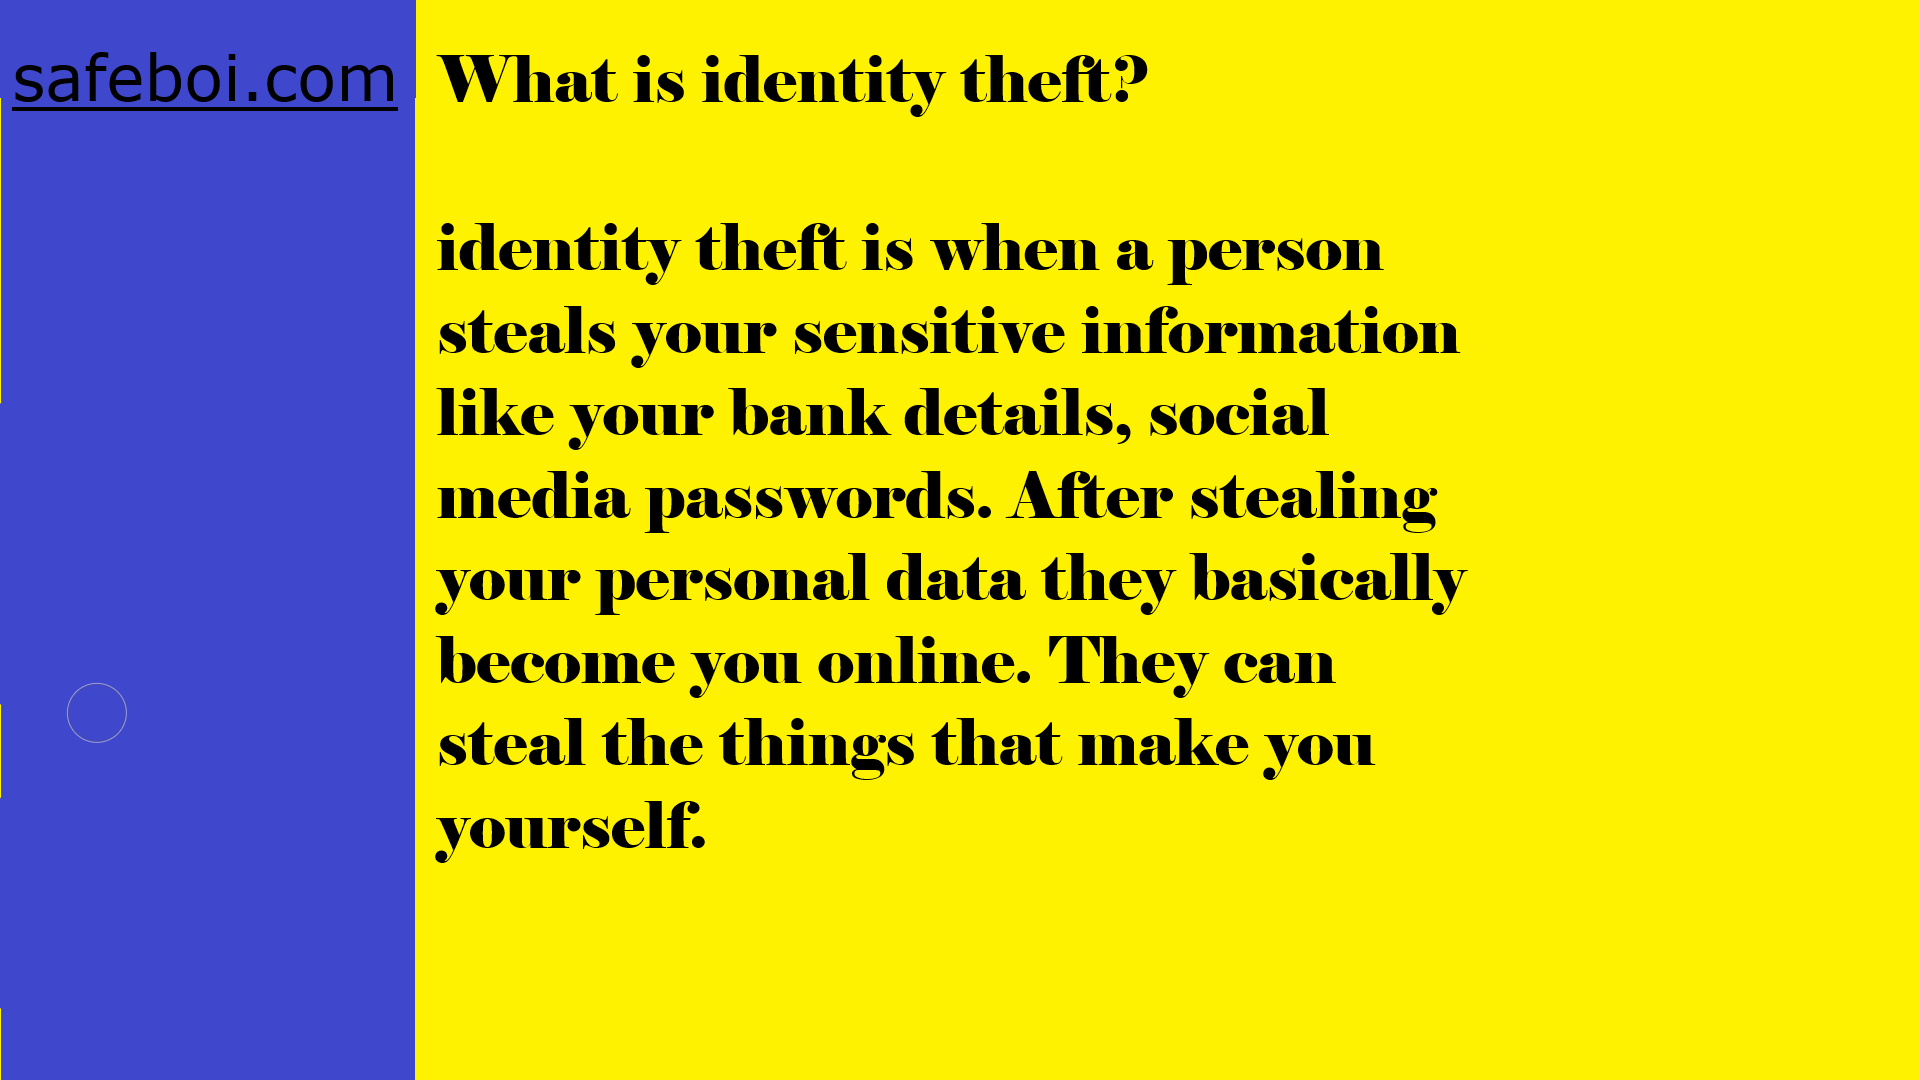 safeboi.com
What is identity theft?
identity theft is when a person
steals your sensitive information
like your bank details, social
media passwords. After stealing
your personal data they basically
become you online. They can
steal the things that make you
yourself.